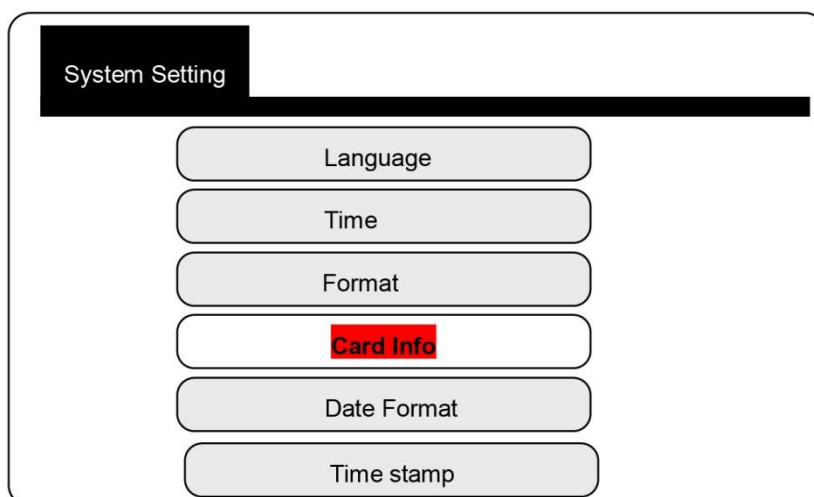 System Setting
Language
Time
Format
Card Info
Date Format
Time stamp